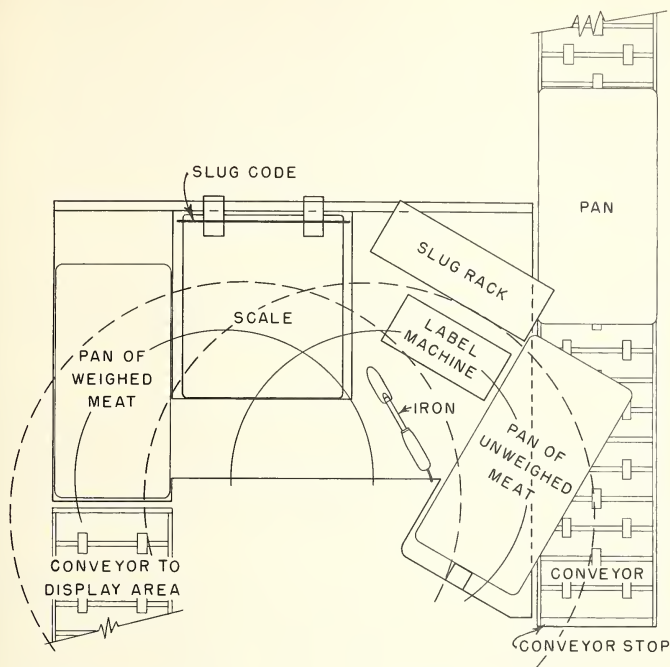 SLUG CODE
PAN
SLUG RACK
SCALE
LABEL
MACHINE
PAN OF
WEIGHED
MEAT
IRON
PAN OF
UNWEIGHED
MEAT
CONVEYOR TO
DISPLAY AREA
CONVEYOR
CONVEYOR STOP